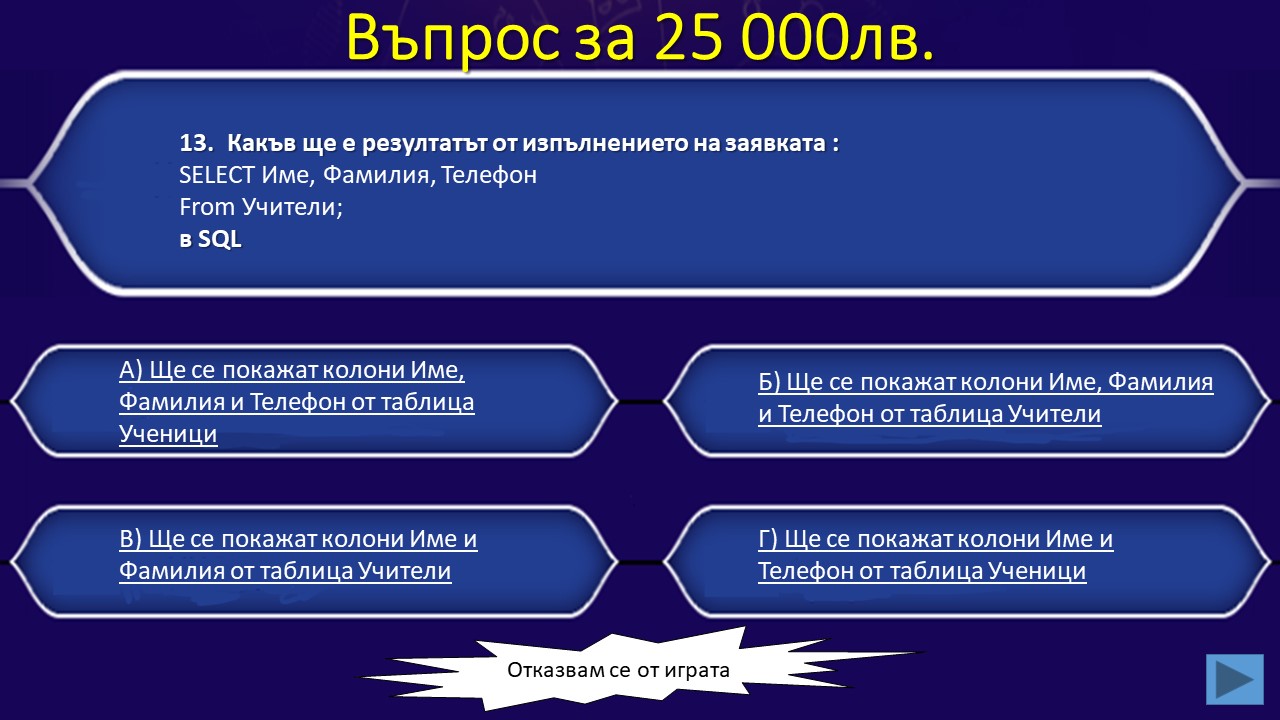 Въпрос за 25 000лв.
13. Какъв ще е резултатът от изпълнението на заявката :
SELECT Име, Фамилия, Телефон
From Учители;
в SQL
А) Ще се покажат колони Име,
Фамилия и Телефон от таблица
Ученици
Б) Ще се покажат колони Име, Фамилия
и Телефон от таблица Учители
В) Ще се покажат колони Име и
Фамилия от таблица Учители
Г) Ще се покажат колони Име и
Телефон от таблица Ученици
Отказвам се от играта